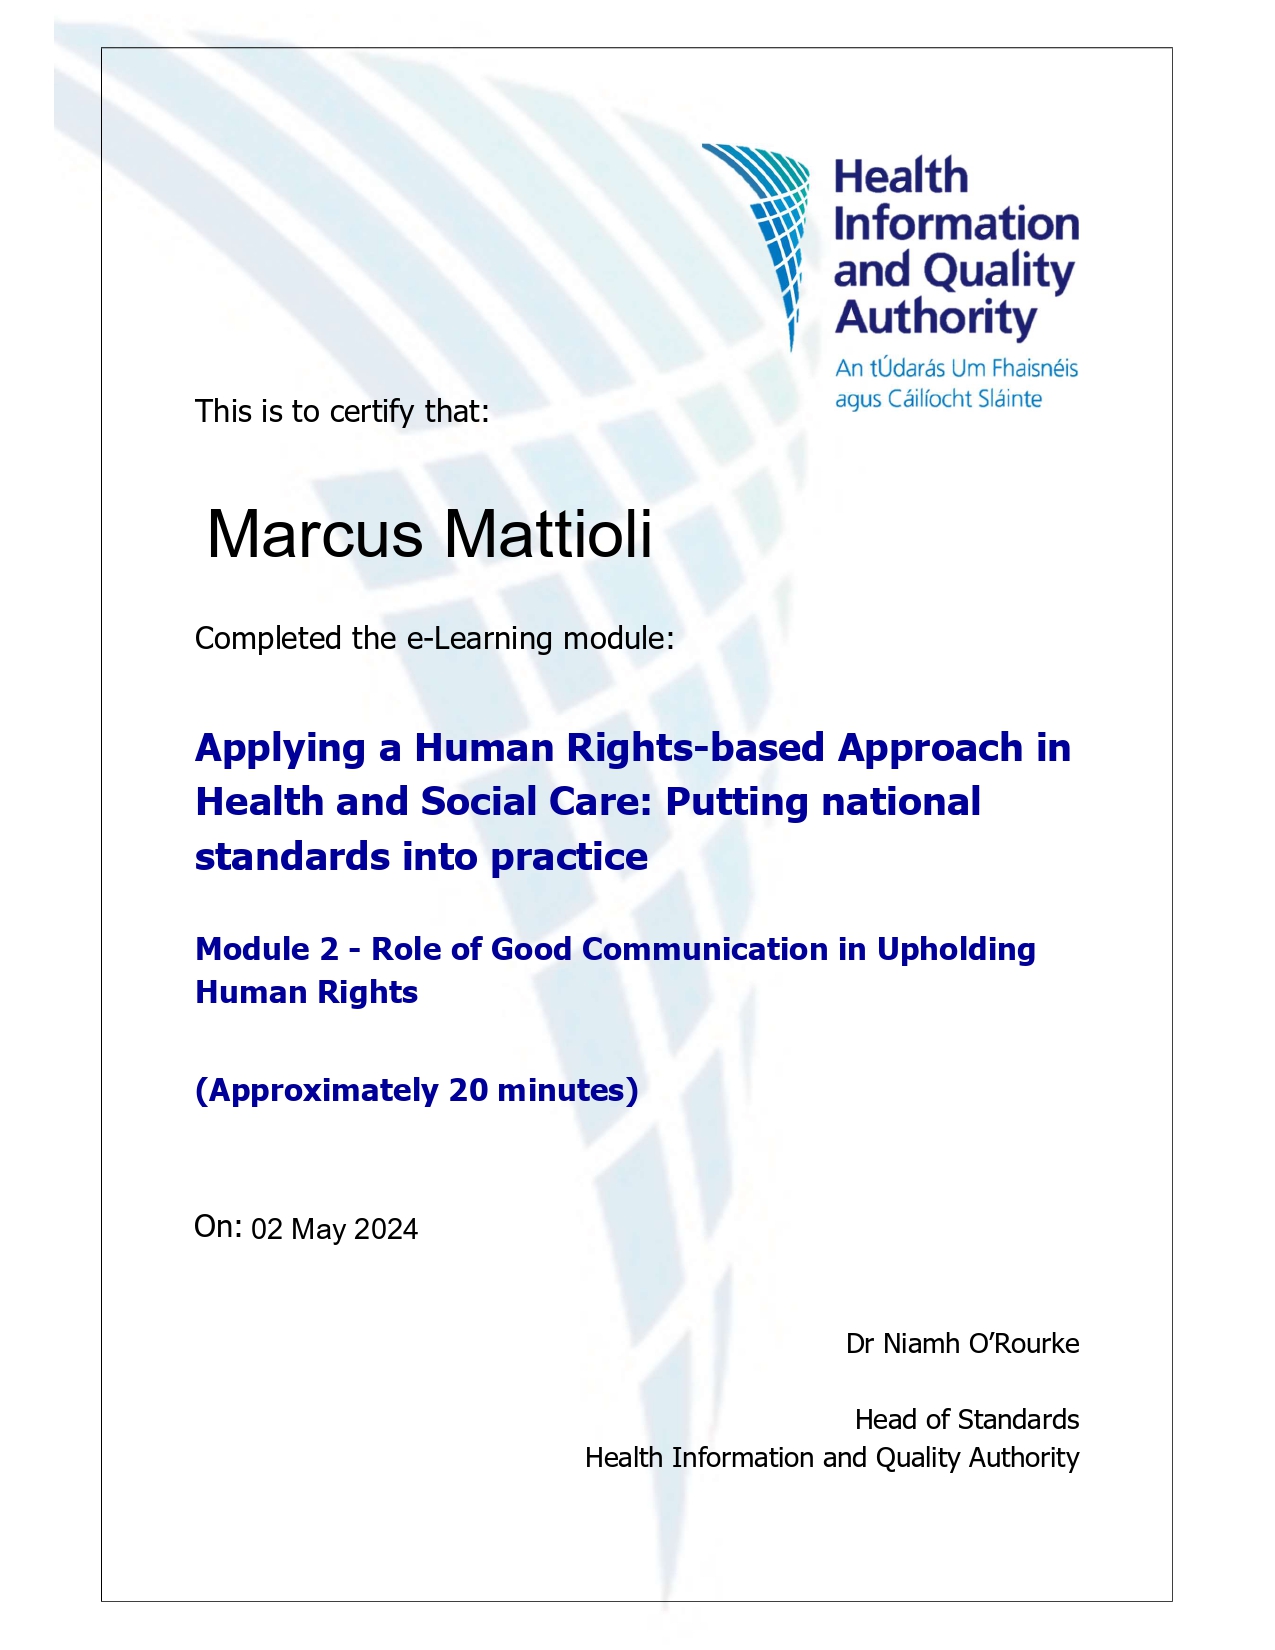 Health
Information
and Quality
Authority
An tÚdarás Um Fhaisnéis
agus Cáilíocht Sláinte
This is to certify that:
Marcus Mattioli
Completed the e-Learning module:
Applying a Human Rights-based Approach in
Health and Social Care: Putting national
standards into practice
Module 2 - Role of Good Communication in Upholding
Human Rights
(Approximately 20 minutes)
On: 02 May 2024
Dr Niamh O’Rourke
Head of Standards
Health Information and Quality Authority